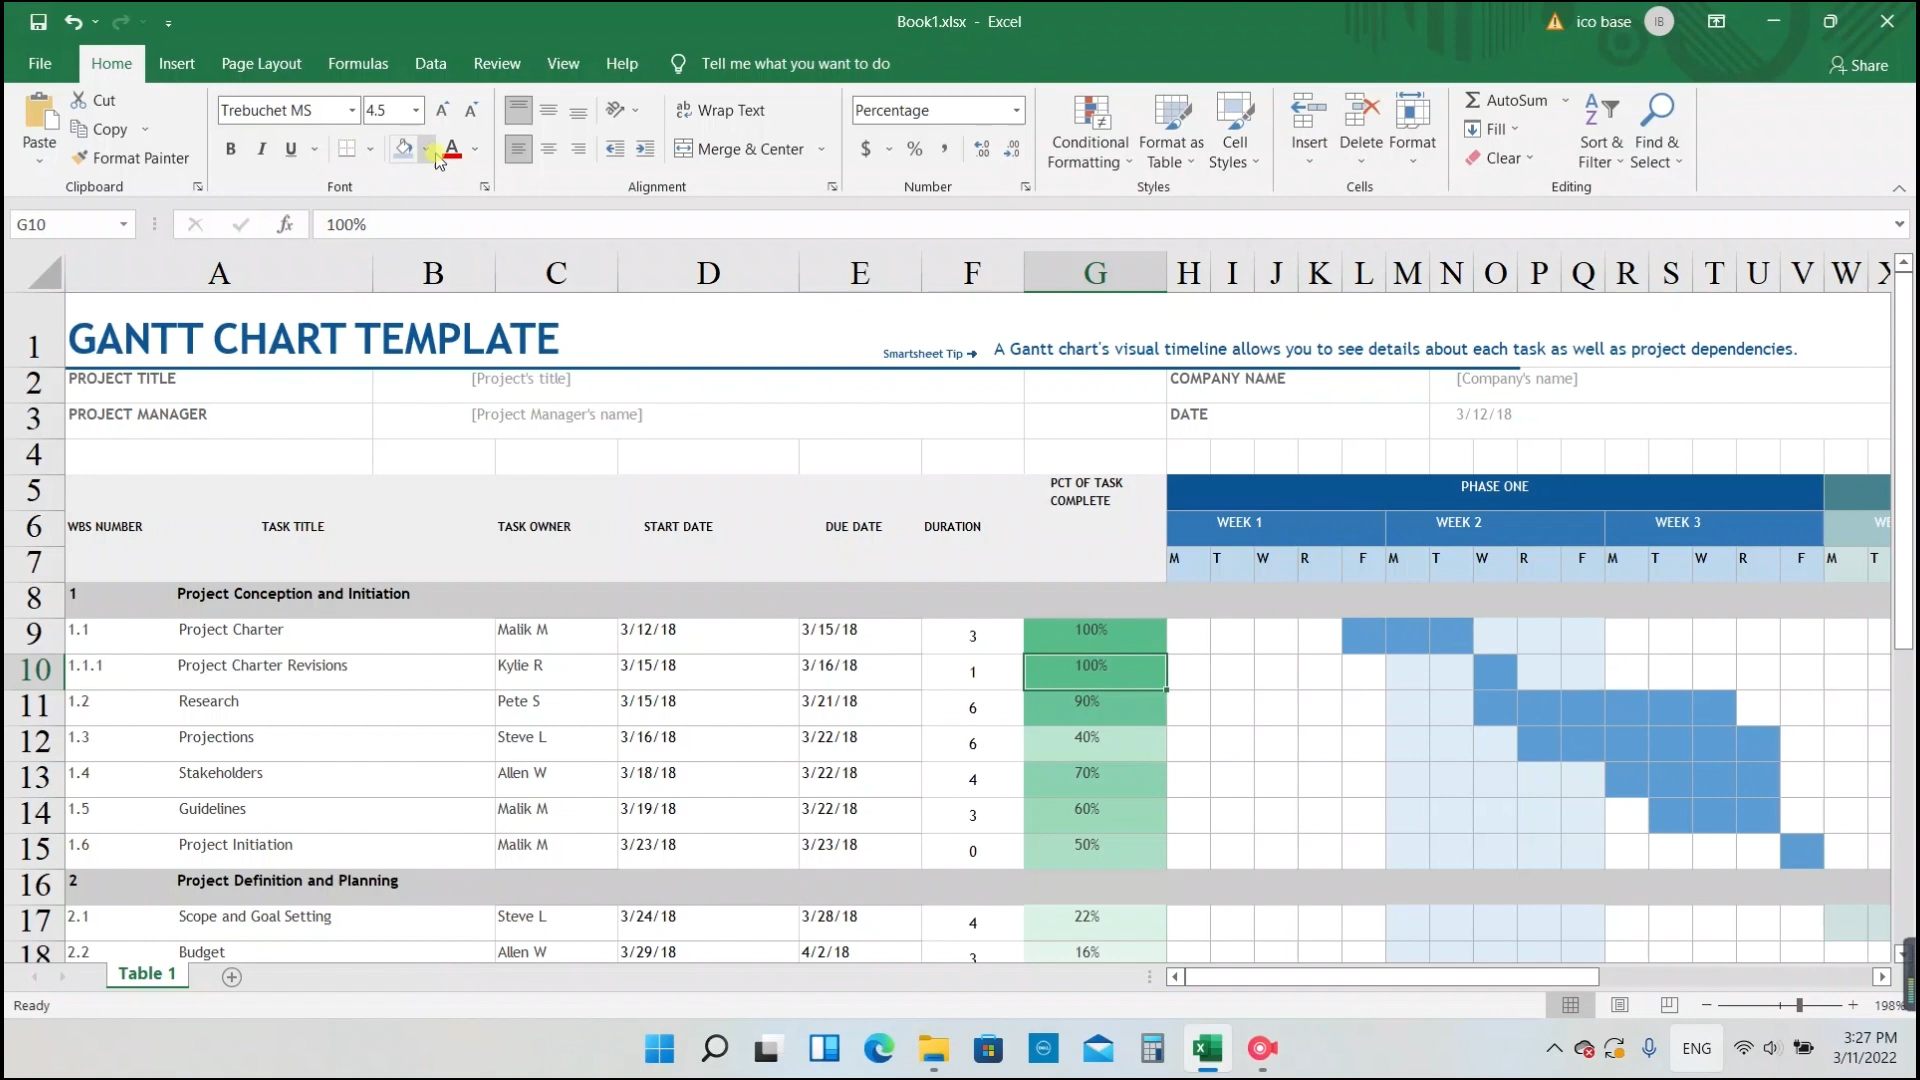 Book1.xlsx - Excel
ico base IB
File Home Insert Page Layout Formulas Data Review View Help Tell me what you want to do Share
Paste
Cut
Copy
Format Painter
Clipboard
Trebuchet MS 4.5
B I U
Font
Wrap Text
Merge & Center
Alignment
Percentage
$ % ,
Number
Conditional Formatting
Format as Table
Cell Styles
Styles
Insert Delete Format
Cells
AutoSum
Fill
Clear
Sort & Filter
Find & Select
Editing
G10 fx 100%
A B C D E F G H I J K L M N O P Q R S T U V W X
1 GANTT CHART TEMPLATE Smartsheet Tip ➜ A Gantt chart's visual timeline allows you to see details about each task as well as project dependencies.
2 PROJECT TITLE [Project's title] COMPANY NAME [Company's name]
3 PROJECT MANAGER [Project Manager's name] DATE 3/12/18
4
5 PCT OF TASK COMPLETE PHASE ONE
6 WBS NUMBER TASK TITLE TASK OWNER START DATE DUE DATE DURATION WEEK 1 WEEK 2 WEEK 3
7 M T W R F M T W R F M T W R F M T
8 1 Project Conception and Initiation
9 1.1 Project Charter Malik M 3/12/18 3/15/18 3 100%
10 1.1.1 Project Charter Revisions Kylie R 3/15/18 3/16/18 1 100%
11 1.2 Research Pete S 3/15/18 3/21/18 6 90%
12 1.3 Projections Steve L 3/16/18 3/22/18 6 40%
13 1.4 Stakeholders Allen W 3/18/18 3/22/18 4 70%
14 1.5 Guidelines Malik M 3/19/18 3/22/18 3 60%
15 1.6 Project Initiation Malik M 3/23/18 3/23/18 0 50%
16 2 Project Definition and Planning
17 2.1 Scope and Goal Setting Steve L 3/24/18 3/28/18 4 22%
18 2.2 Budget Allen W 3/29/18 4/2/18 3 16%
Table 1
Ready 198%
ENG 3:27 PM
3/11/2022